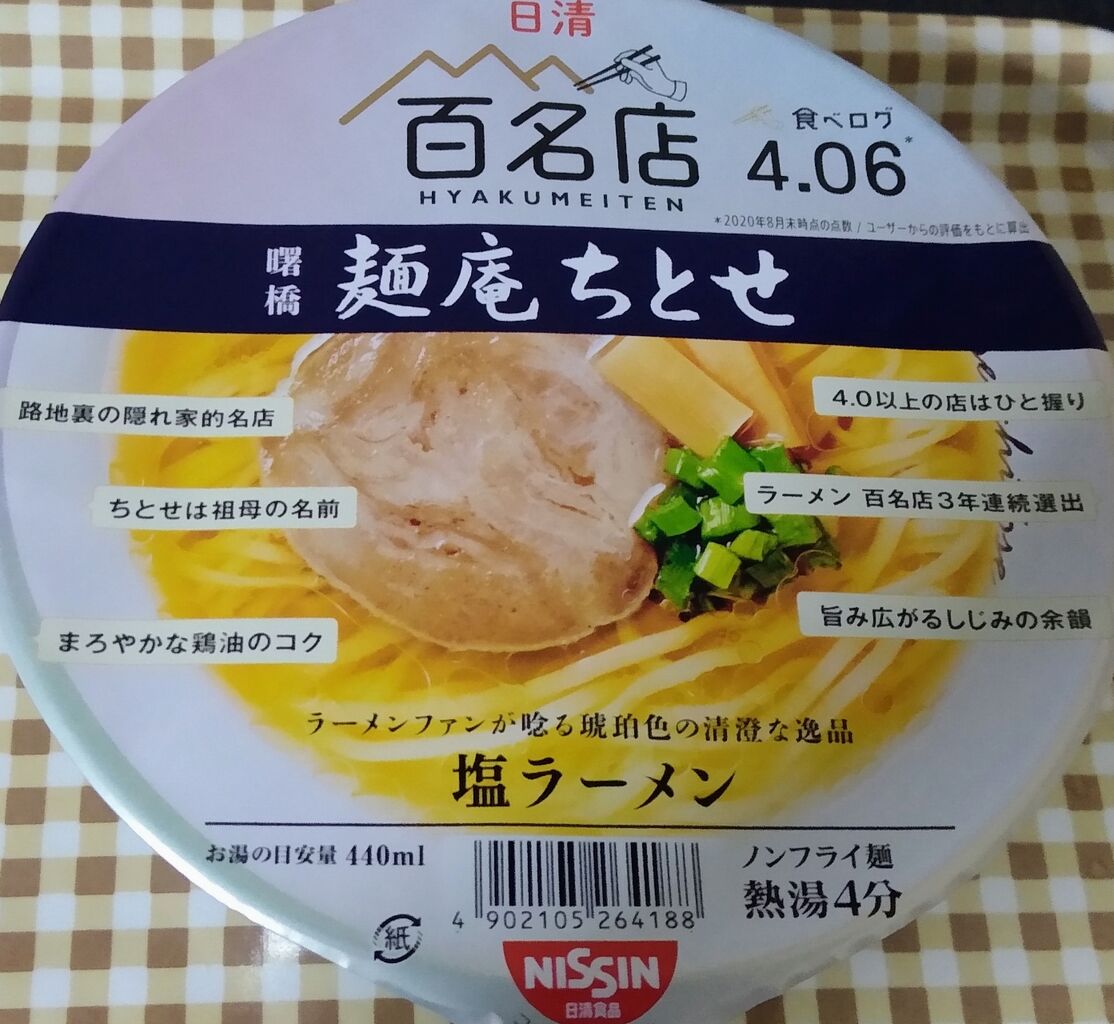 日清
百名店
HYAKUMEITEN
食べログ
4.06*
*2020年8月末時点の点数 / ユーザーからの評価をもとに算出
曙橋
麺庵ちとせ
路地裏の隠れ家的名店
4.0以上の店はひと握り
ちとせは祖母の名前
ラーメン 百名店3年連続選出
まろやかな鶏油のコク
旨み広がるしじみの余韻
ラーメンファンが唸る琥珀色の清澄な逸品
塩ラーメン
お湯の目安量 440ml
ノンフライ麺
熱湯4分
4 902105 264188
紙
NISSIN
日清食品